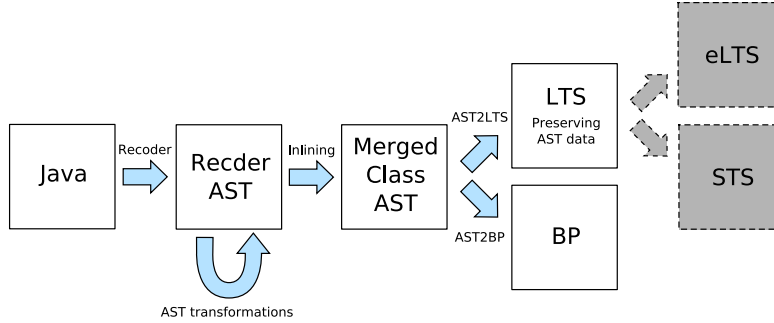 Java
Recoder
Recder
AST
AST transformations
Inlining
Merged
Class
AST
AST2LTS
AST2BP
LTS
Preserving
AST data
BP
eLTS
STS